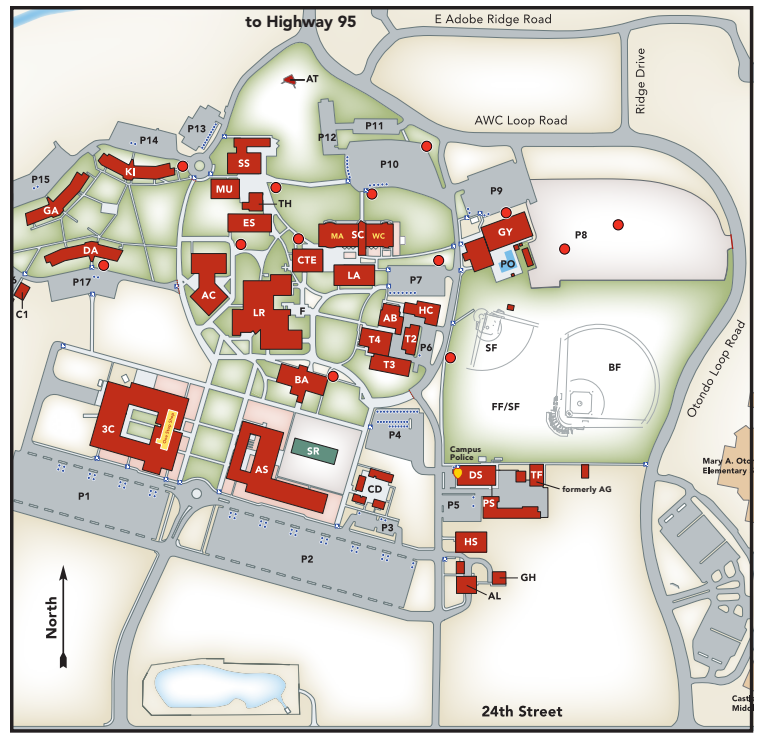 to Highway 95
E Adobe Ridge Road
Ridge Drive
AT
AWC Loop Road
P13
P14
P12
P11
P10
P15
KI
SS
MU
TH
P9
GA
ES
MA
SC
WC
GY
P8
DA
CTE
LA
PO
P17
AC
P7
C1
LR
F
AB
HC
T4
T2
P6
SF
T3
BF
Otondo Loop Road
BA
FF/SF
3C
P4
SR
Campus
Police
AS
DS
TF
formerly AG
Mary A. Oto
Elementary
CD
P1
P5
PS
P3
HS
P2
GH
AL
North
24th Street
Cast
Midd